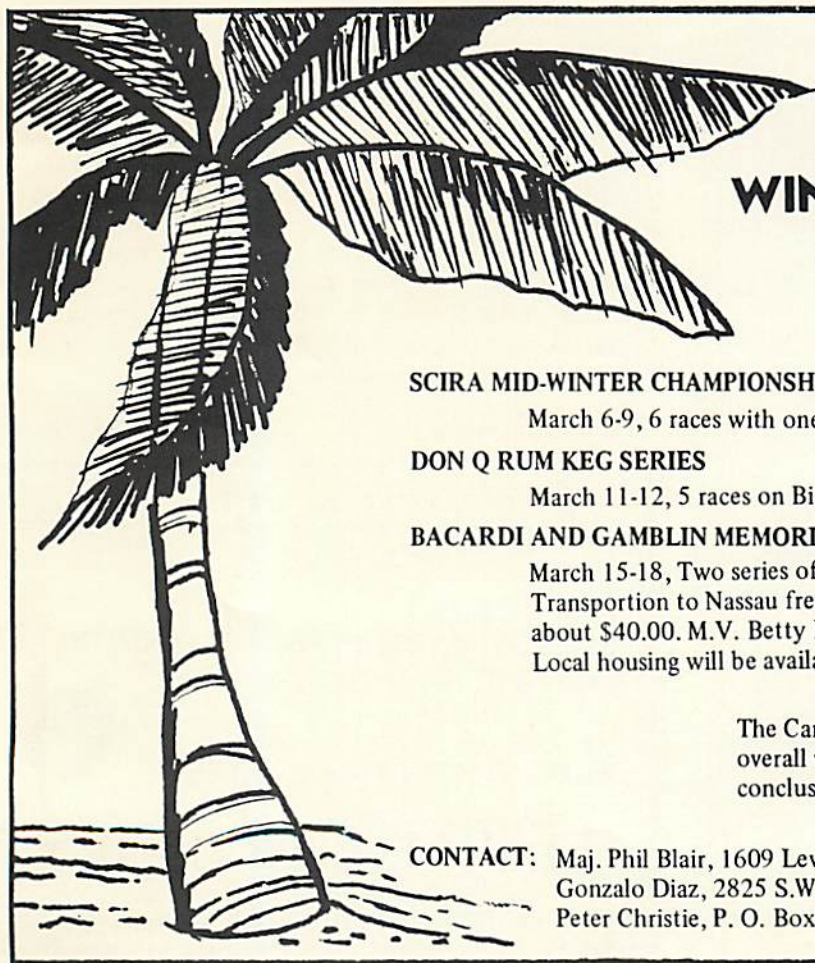 WIN
SCIRA MID-WINTER CHAMPIONSH
March 6-9, 6 races with one
DON Q RUM KEG SERIES
March 11-12, 5 races on Bi
BACARDI AND GAMBLIN MEMORI
March 15-18, Two series of
Transportion to Nassau fre
about $40.00. M.V. Betty
Local housing will be availa
The Car
overall
conclus
CONTACT: Maj. Phil Blair, 1609 Lev
Gonzalo Diaz, 2825 S.W
Peter Christie, P. O. Box